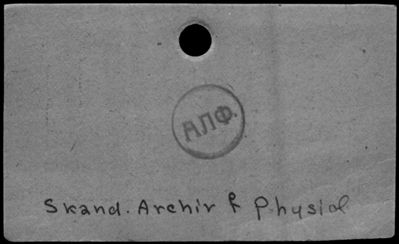 АЛФ.
Skand. Archiv f Physiol